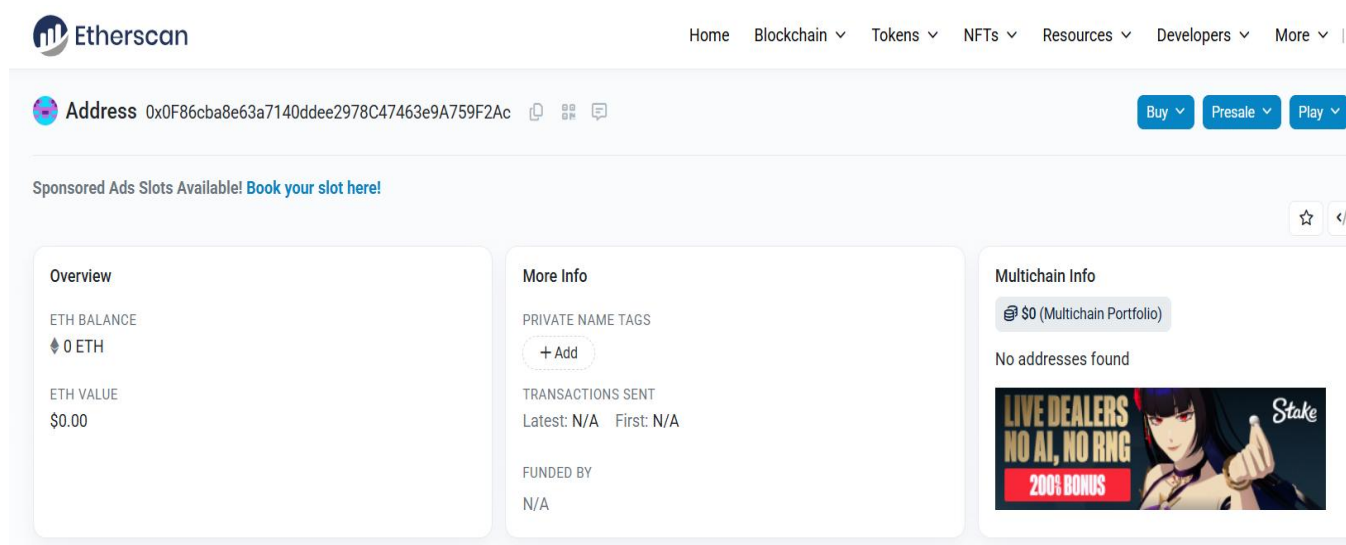 Etherscan
Home Blockchain Tokens NFTs Resources Developers More |
Address 0x0F86cba8e63a7140ddee2978C47463e9A759F2Ac
Buy Presale Play
Sponsored Ads Slots Available! Book your slot here!
Overview
ETH BALANCE
0 ETH
ETH VALUE
$0.00
More Info
PRIVATE NAME TAGS
+ Add
TRANSACTIONS SENT
Latest: N/A First: N/A
FUNDED BY
N/A
Multichain Info
$0 (Multichain Portfolio)
No addresses found
LIVE DEALERS
NO AI, NO RNG
200% BONUS
Stake